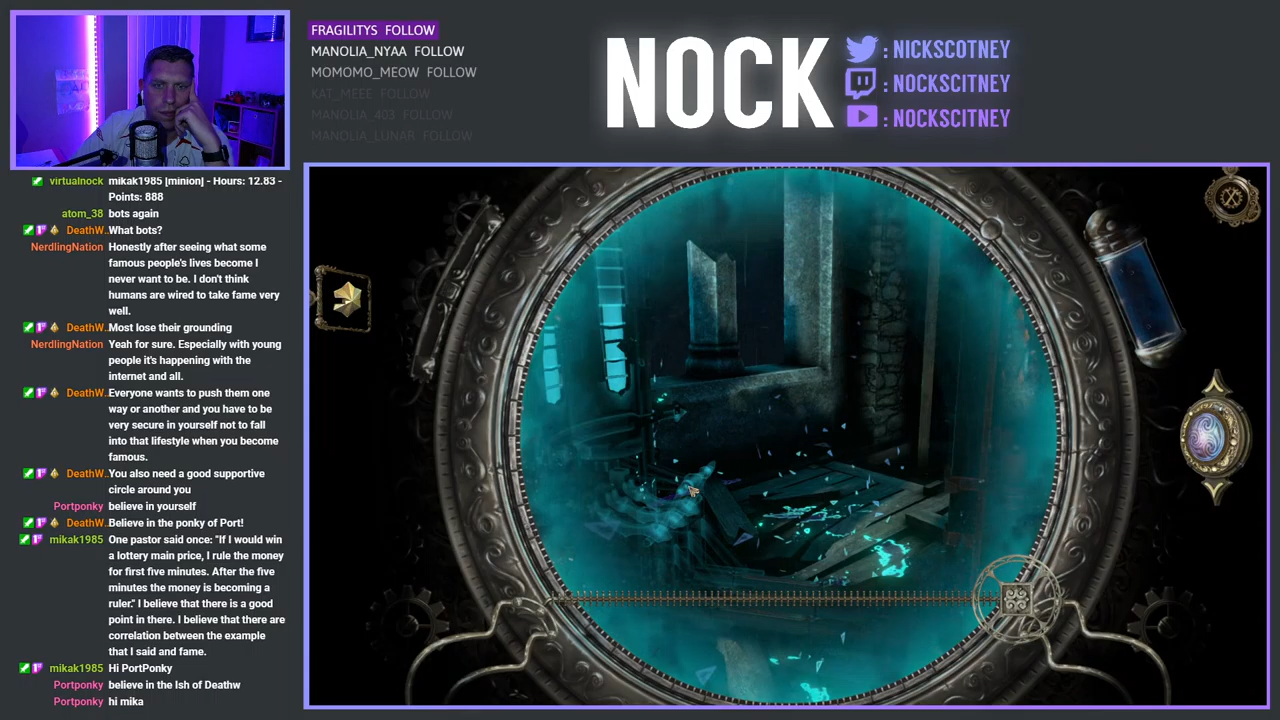 FRAGILITYS FOLLOW
MANOLIA_NYAA FOLLOW
MOMOMO_MEOW FOLLOW
KAT_MEEE FOLLOW
MANOLIA_403 FOLLOW
MANOLIA_LUNAR FOLLOW
NOCK
: NICKSCOTNEY
: NOCKSCITNEY
: NOCKSCITNEY
virtualnock mikak1985 [minion] - Hours: 12.83 -
Points: 888
atom_38 bots again
DeathW.. What bots?
NerdlingNation Honestly after seeing what some
famous people's lives become I
never want to be. I don't think
humans are wired to take fame very
well.
DeathW.. Most lose their grounding
NerdlingNation Yeah for sure. Especially with young
people it's happening with the
internet and all.
DeathW.. Everyone wants to push them one
way or another and you have to be
very secure in yourself not to fall
into that lifestyle when you become
famous.
DeathW.. You also need a good supportive
circle around you
Portponky believe in yourself
DeathW.. Believe in the ponky of Port!
mikak1985 One pastor said once: "If I would win
a lottery main price, I rule the money
for first five minutes. After the five
minutes the money is becoming a
ruler." I believe that there is a good
point in there. I believe that there are
correlation between the example
that I said and fame.
mikak1985 Hi PortPonky
Portponky believe in the Ish of Deathw
Portponky hi mika